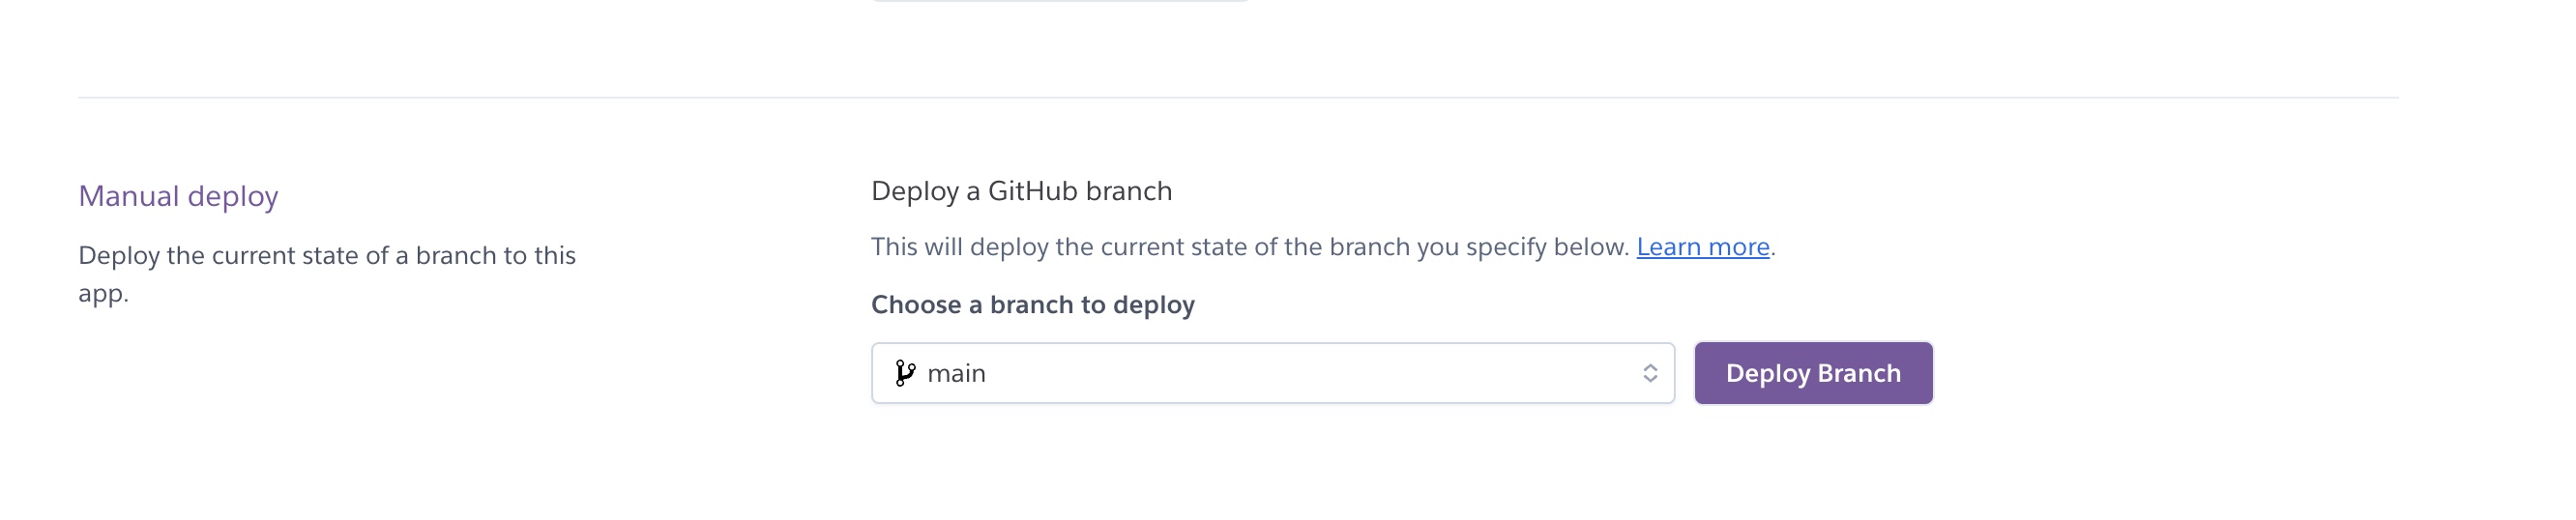 Manual deploy
Deploy the current state of a branch to this
app.
Deploy a GitHub branch
This will deploy the current state of the branch you specify below. Learn more.
Choose a branch to deploy
main
Deploy Branch